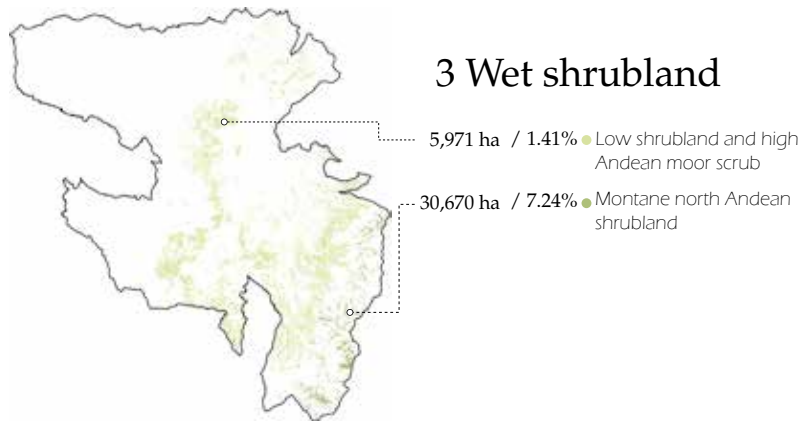 3 Wet shrubland
5,971 ha / 1.41% Low shrubland and high
Andean moor scrub
30,670 ha / 7.24% Montane north Andean
shrubland